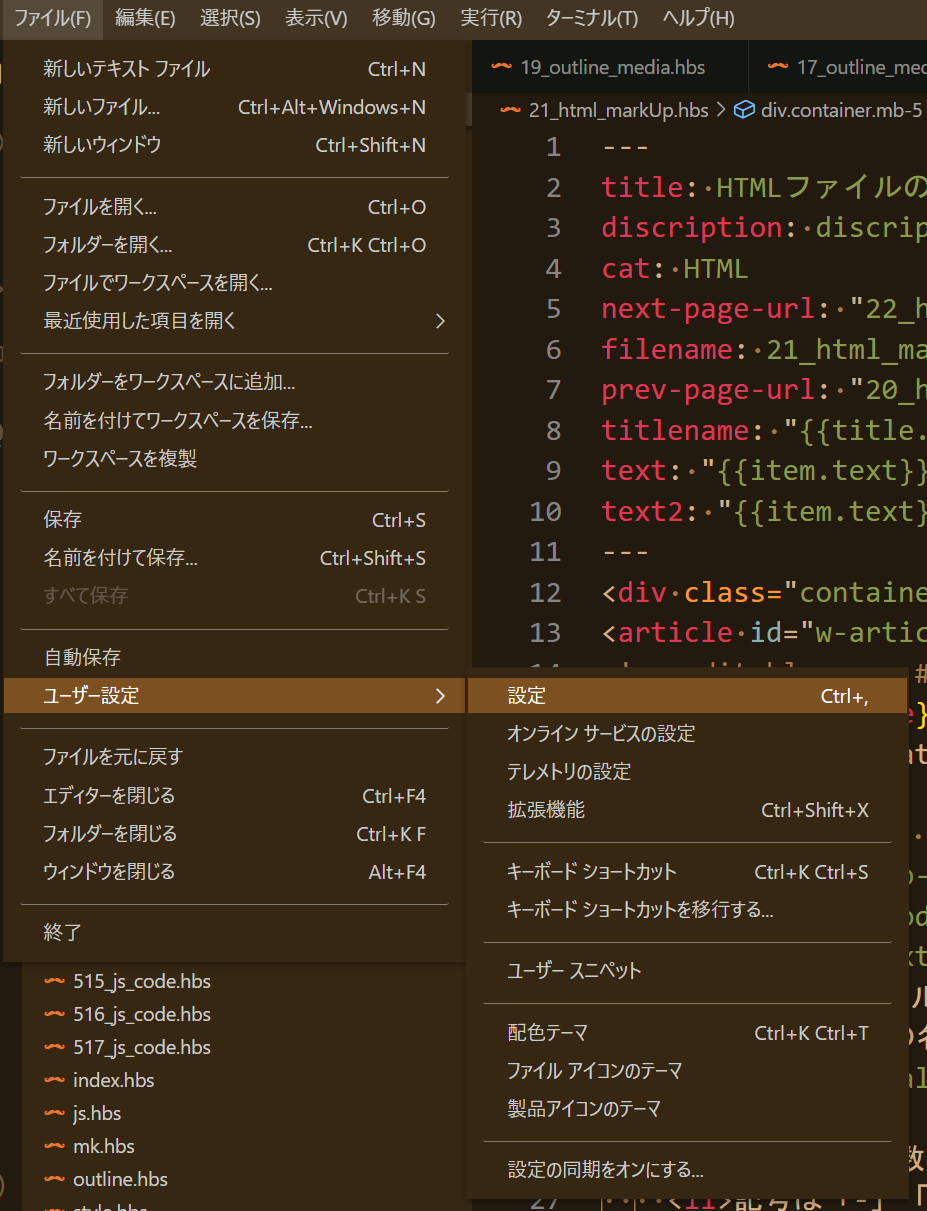 ファイル(F) 編集(E) 選択(S) 表示(V) 移動(G) 実行(R) ターミナル(T) ヘルプ(H)
新しいテキスト ファイル Ctrl+N
新しいファイル... Ctrl+Alt+Windows+N
新しいウィンドウ Ctrl+Shift+N
ファイルを開く... Ctrl+O
フォルダーを開く... Ctrl+K Ctrl+O
ファイルでワークスペースを開く...
最近使用した項目を開く
フォルダーをワークスペースに追加...
名前を付けてワークスペースを保存...
ワークスペースを複製
保存 Ctrl+S
名前を付けて保存... Ctrl+Shift+S
すべて保存 Ctrl+K S
自動保存
ユーザー設定
ファイルを元に戻す
エディターを閉じる Ctrl+F4
フォルダーを閉じる Ctrl+K F
ウィンドウを閉じる Alt+F4
終了
515_js_code.hbs
516_js_code.hbs
517_js_code.hbs
index.hbs
js.hbs
mk.hbs
outline.hbs
設定 Ctrl+,
オンライン サービスの設定
テレメトリの設定
拡張機能 Ctrl+Shift+X
キーボード ショートカット Ctrl+K Ctrl+S
キーボード ショートカットを移行する...
ユーザー スニペット
配色テーマ Ctrl+K Ctrl+T
ファイル アイコンのテーマ
製品アイコンのテーマ
設定の同期をオンにする...
19_outline_media.hbs 17_outline_med
21_html_markUp.hbs > div.container.mb-5
1 ---
2 title: HTMLファイルの
3 discription: discrip
4 cat: HTML
5 next-page-url: "22_h
6 filename: 21_html_ma
7 prev-page-url: "20_h
8 titlename: "{{title.
9 text: "{{item.text}}
10 text2: "{{item.text}
11 ---
12 <div class="containe
13 <article id="w-artic